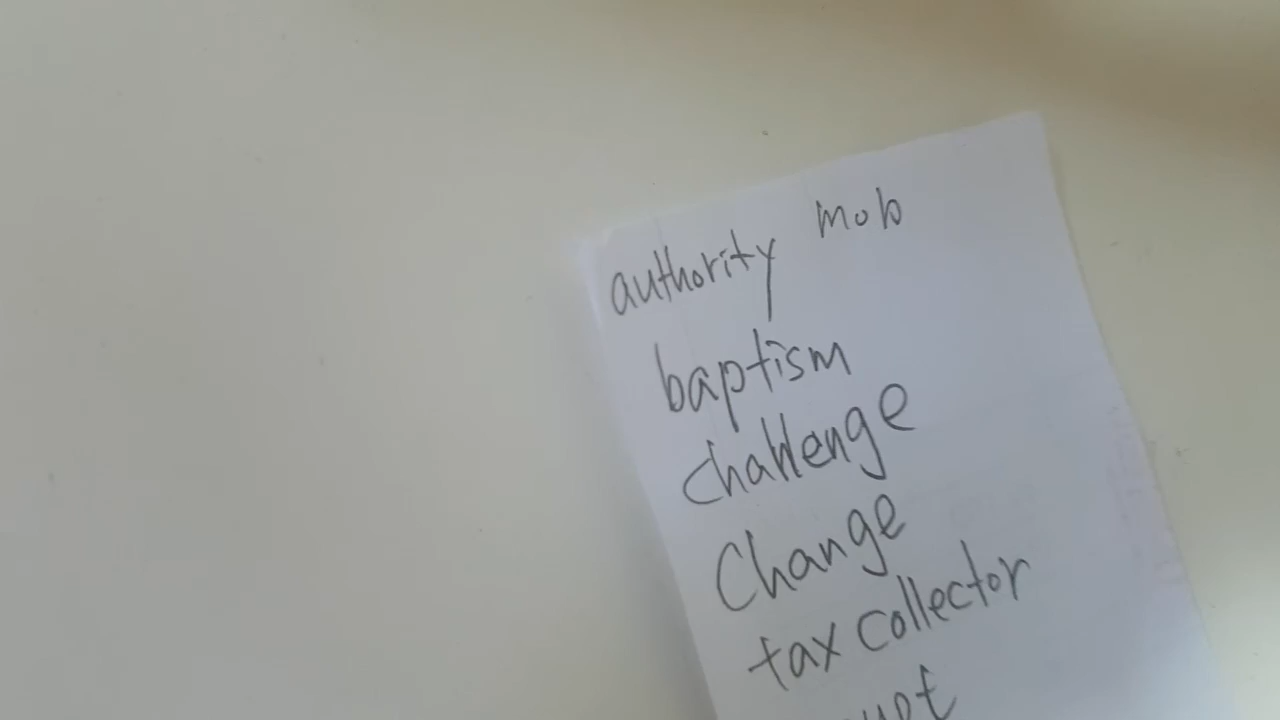 authority mob
baptism
challenge
Change
tax collector